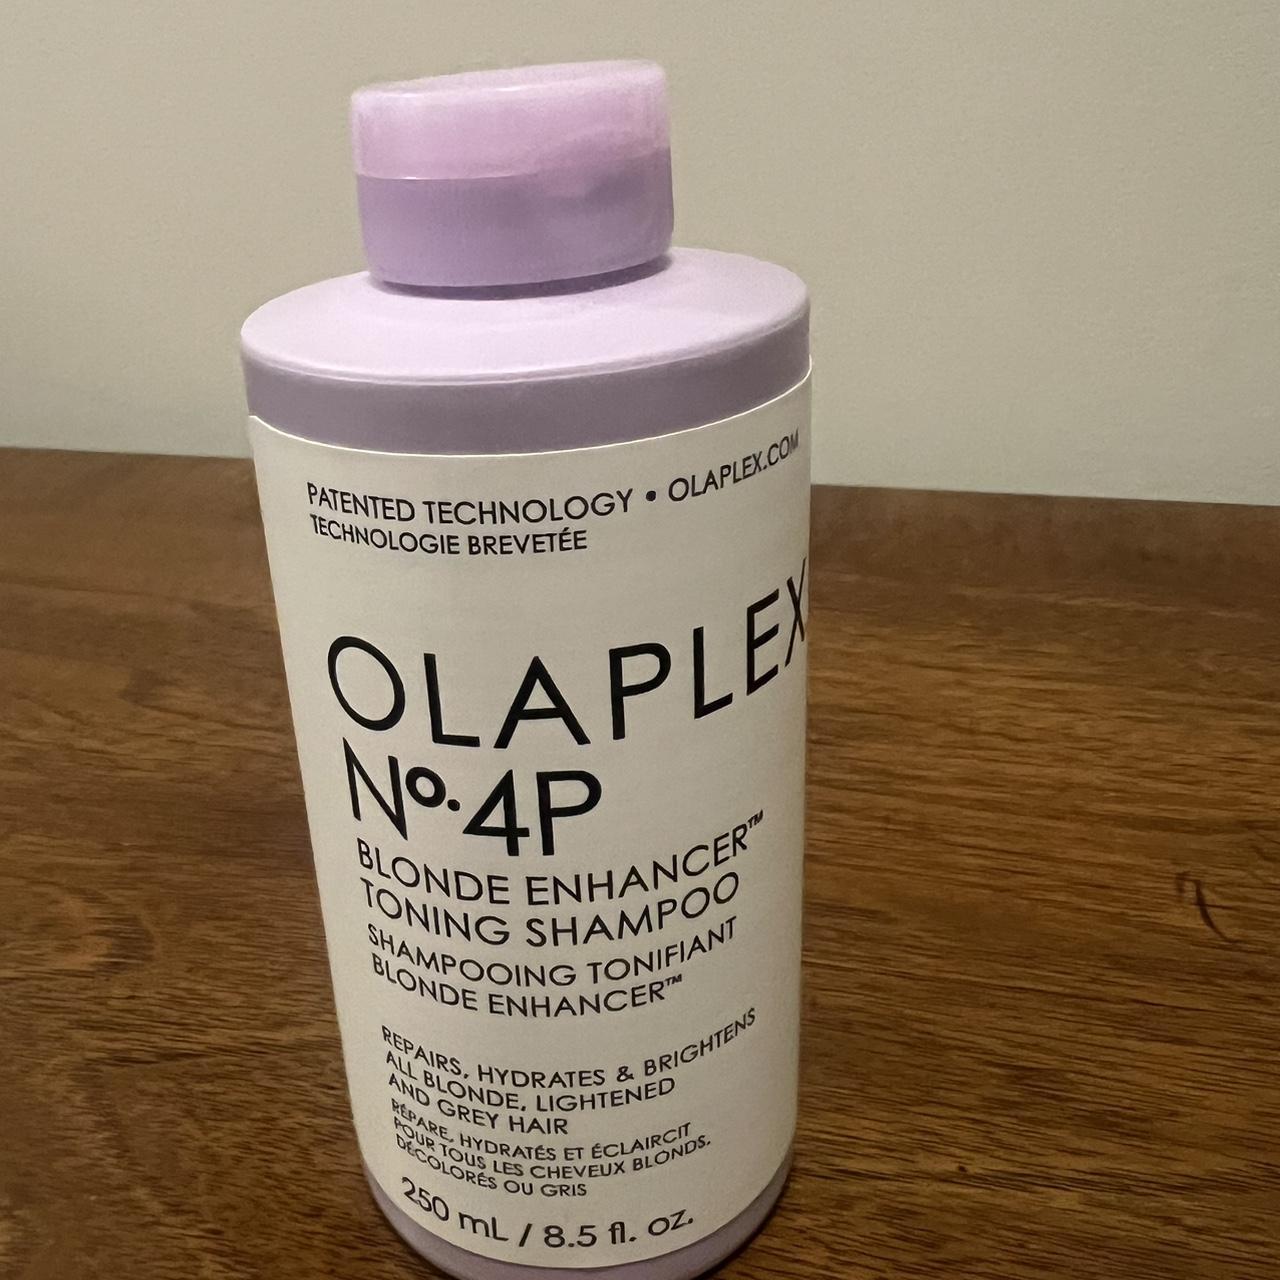 PATENTED TECHNOLOGY • OLAPLEX.COM
TECHNOLOGIE BREVETÉE
OLAPLEX
Nº.4P
BLONDE ENHANCER™
TONING SHAMPOO
SHAMPOOING TONIFIANT
BLONDE ENHANCER™
REPAIRS, HYDRATES & BRIGHTENS
ALL BLONDE, LIGHTENED
AND GREY HAIR
RÉPARE, HYDRATÉS ET ÉCLAIRCIT
POUR TOUS LES CHEVEUX BLONDS.
DÉCOLORÉS OU GRIS
250 mL / 8.5 fl. oz.